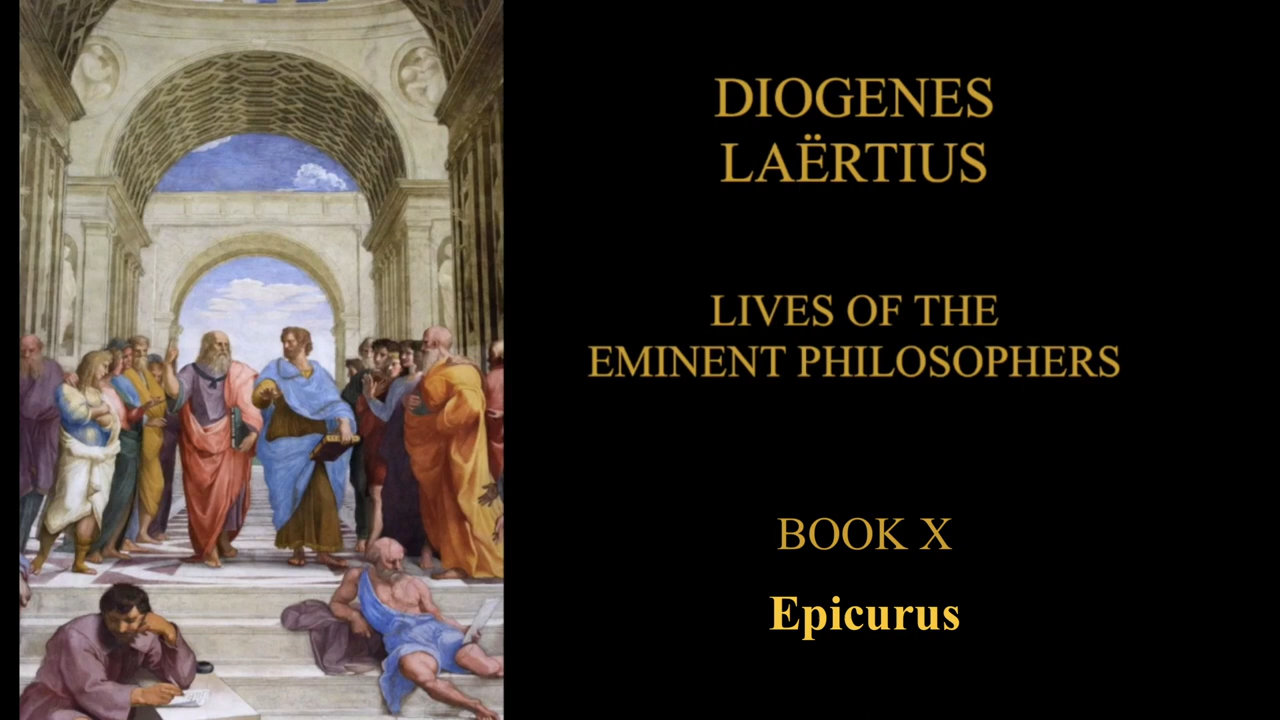 DIOGENES
LAËRTIUS
LIVES OF THE
EMINENT PHILOSOPHERS
BOOK X
Epicurus